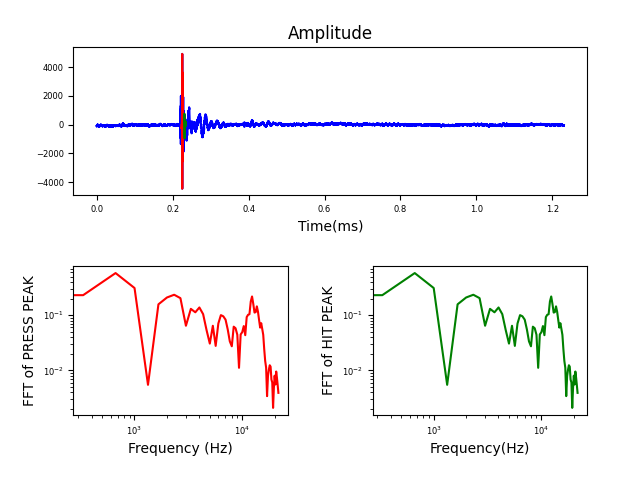 Amplitude
4000
2000
0
−2000
−4000
0.0 0.2 0.4 0.6 0.8 1.0 1.2
Time(ms)
FFT of PRESS PEAK
10⁻¹
10⁻²
10³ 10⁴
Frequency (Hz)
FFT of HIT PEAK
10⁻¹
10⁻²
10³ 10⁴
Frequency(Hz)